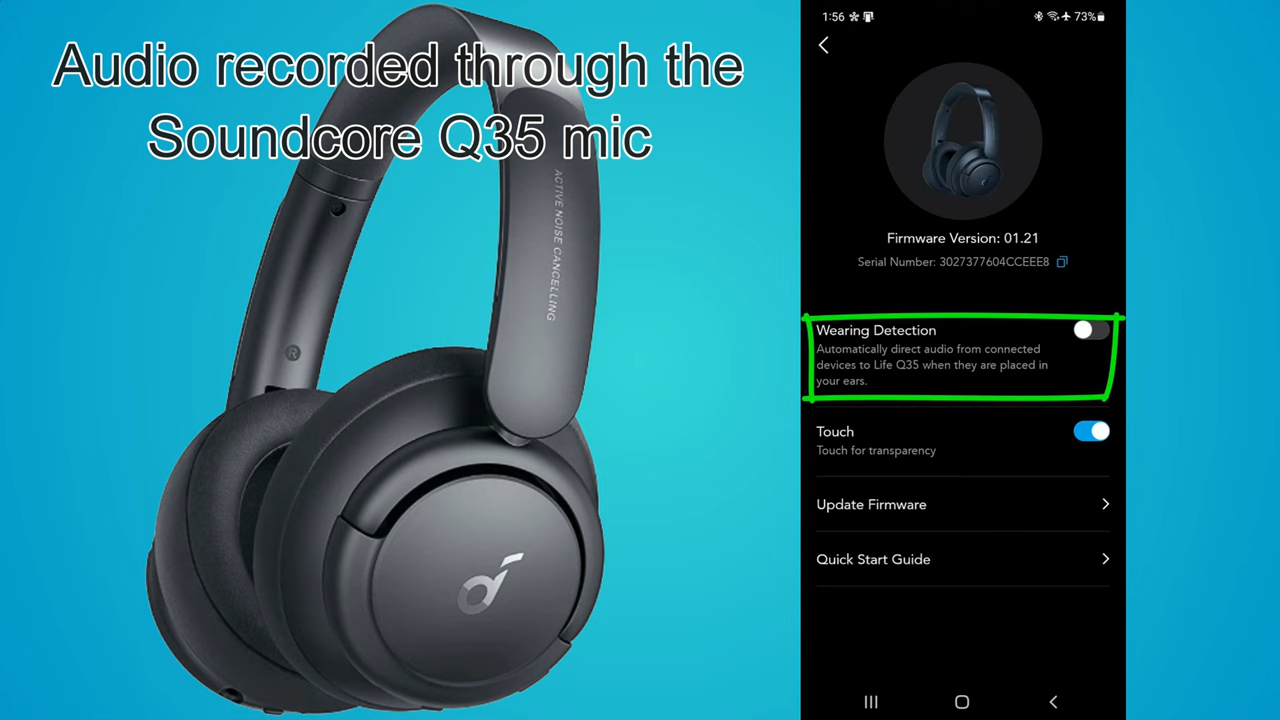 Audio recorded through the
Soundcore Q35 mic
ACTIVE NOISE CANCELLING
®
1:56
73%
Firmware Version: 01.21
Serial Number: 3027377604CCEEE8
Wearing Detection
Automatically direct audio from connected
devices to Life Q35 when they are placed in
your ears.
Touch
Touch for transparency
Update Firmware
Quick Start Guide